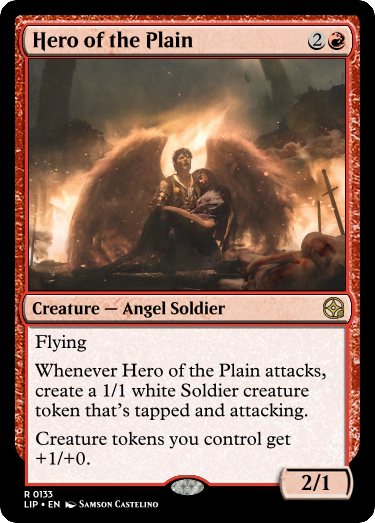 Hero of the Plain 2
Creature — Angel Soldier
Flying
Whenever Hero of the Plain attacks,
create a 1/1 white Soldier creature
token that's tapped and attacking.
Creature tokens you control get
+1/+0.
2/1
R 0133
LIP • EN Samson Castelino